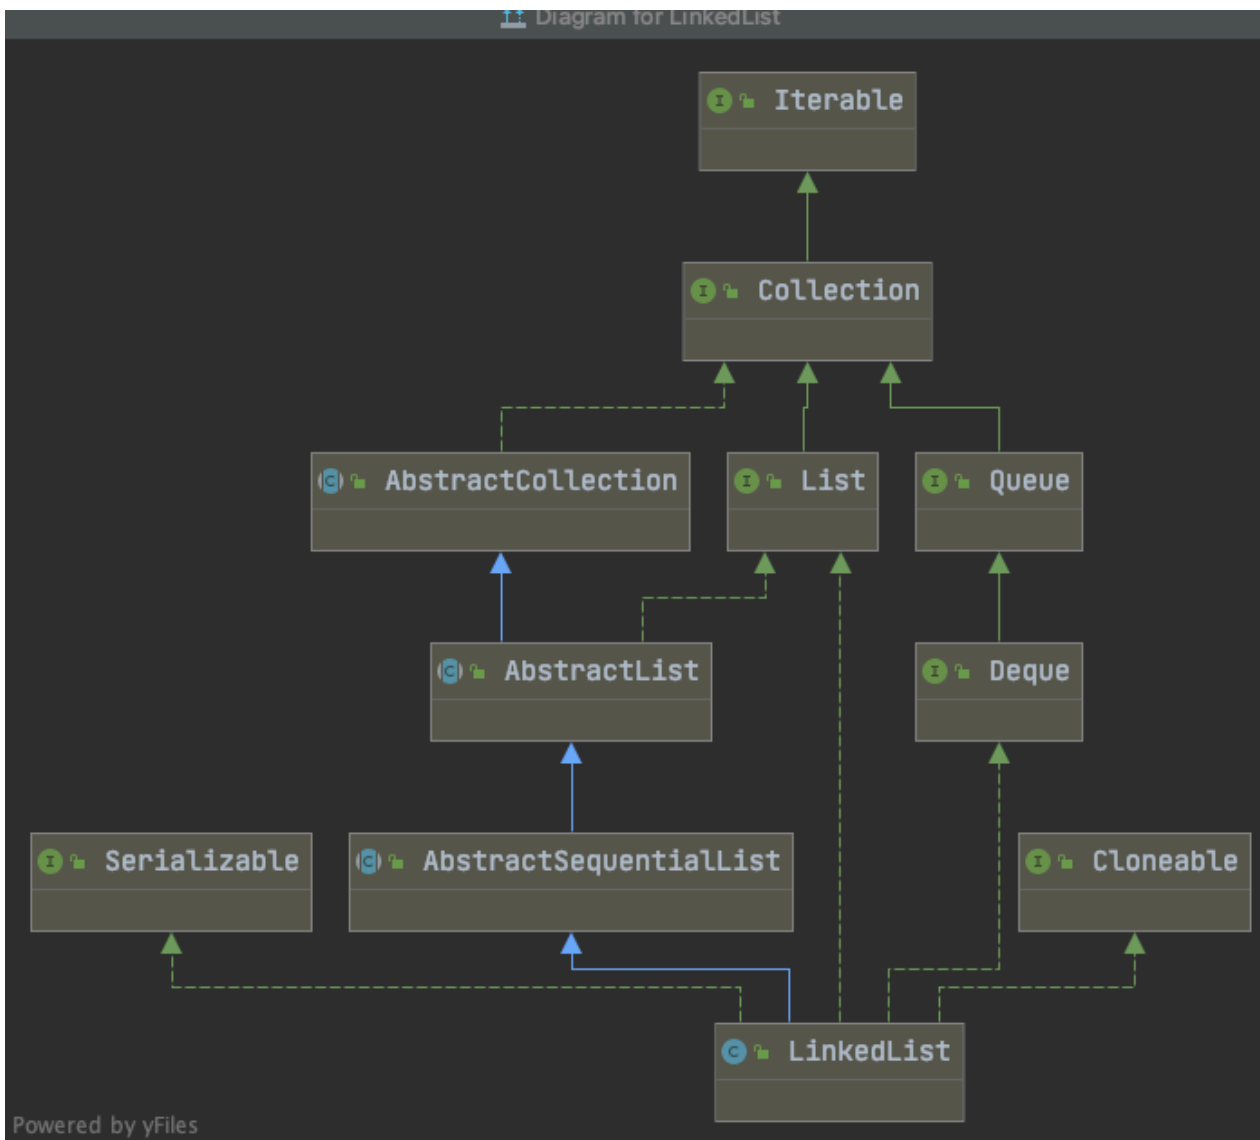 Diagram for LinkedList
I Iterable
I Collection
C AbstractCollection
I List
I Queue
C AbstractList
I Deque
I Serializable
C AbstractSequentialList
I Cloneable
C LinkedList
Powered by yFiles